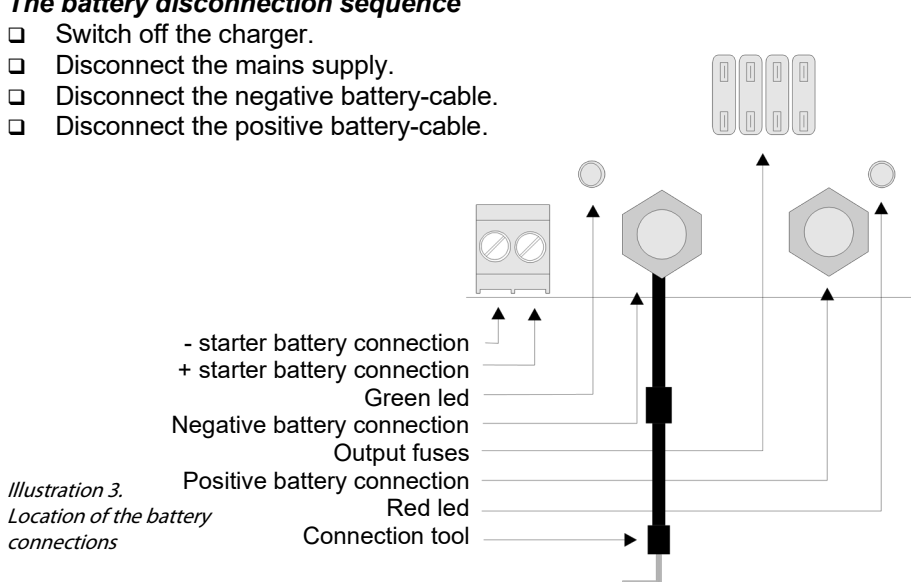 The battery disconnection sequence
❑ Switch off the charger.
❑ Disconnect the mains supply.
❑ Disconnect the negative battery-cable.
❑ Disconnect the positive battery-cable.
- starter battery connection
+ starter battery connection
Green led
Negative battery connection
Output fuses
Positive battery connection
Red led
Connection tool
Illustration 3.
Location of the battery
connections